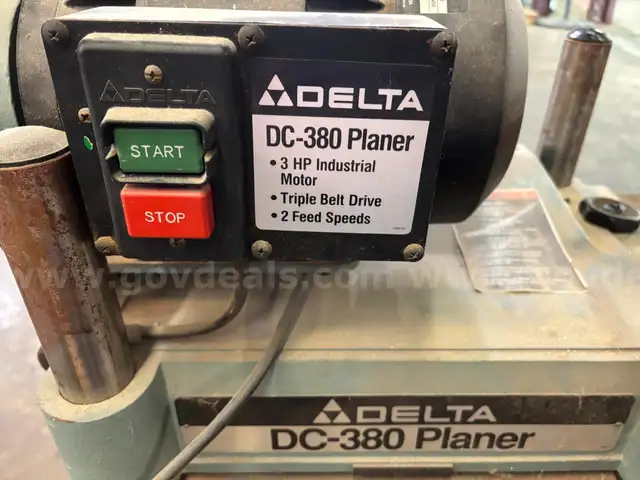 DELTA
DELTA
DC-380 Planer
• 3 HP Industrial
Motor
• Triple Belt Drive
• 2 Feed Speeds
START
STOP
www.govdeals.com
DELTA
DC-380 Planer